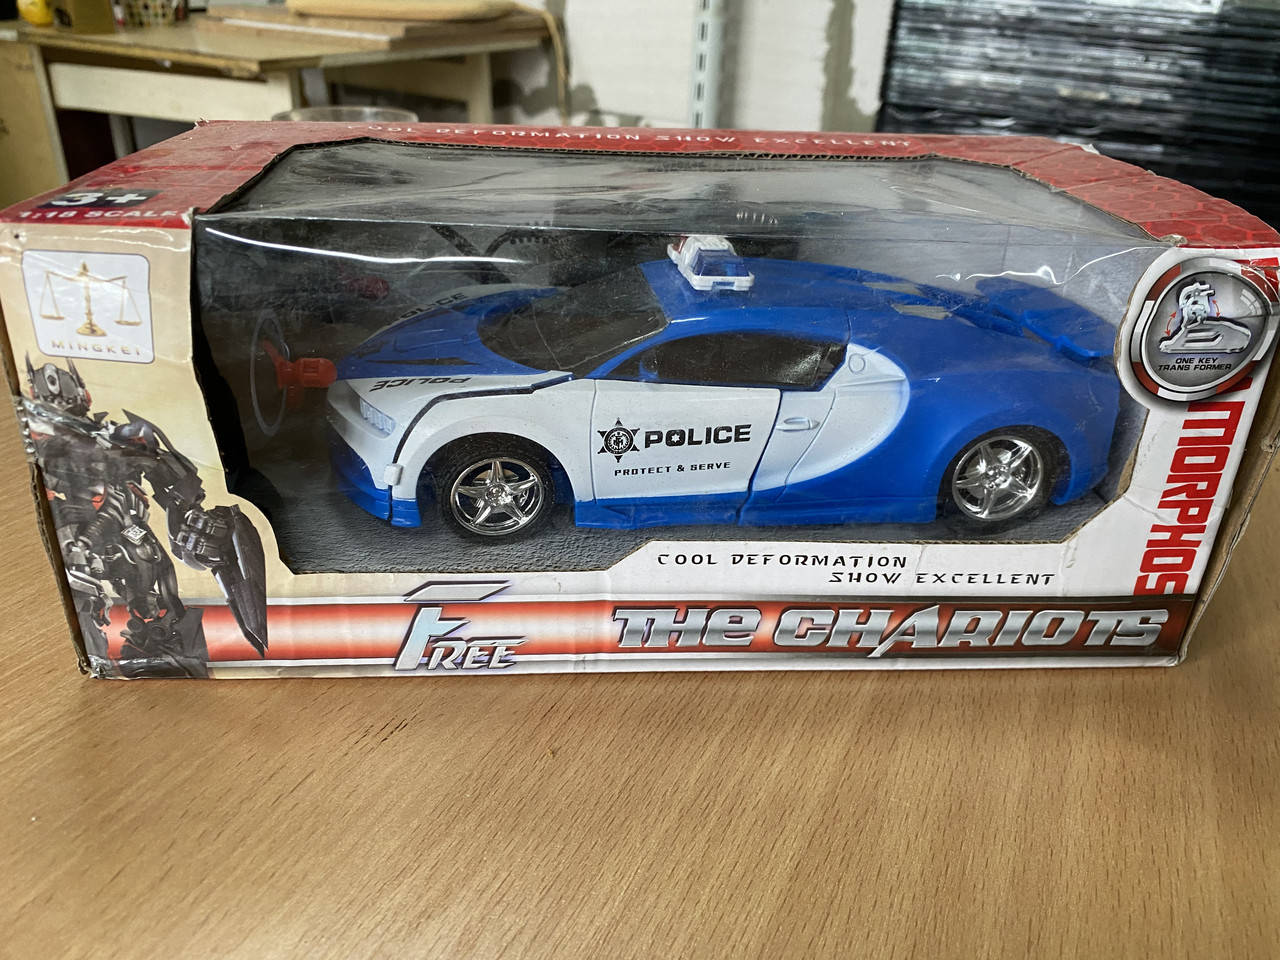 COOL DEFORMATION SHOW EXCELLENT
3+
1:18 SCALE
MINGKEI
POLICE
POLICE
POLICE
PROTECT & SERVE
ONE KEY
TRANS FORMER
MORPHOS
COOL DEFORMATION
SHOW EXCELLENT
FREE
THE CHARIOTS